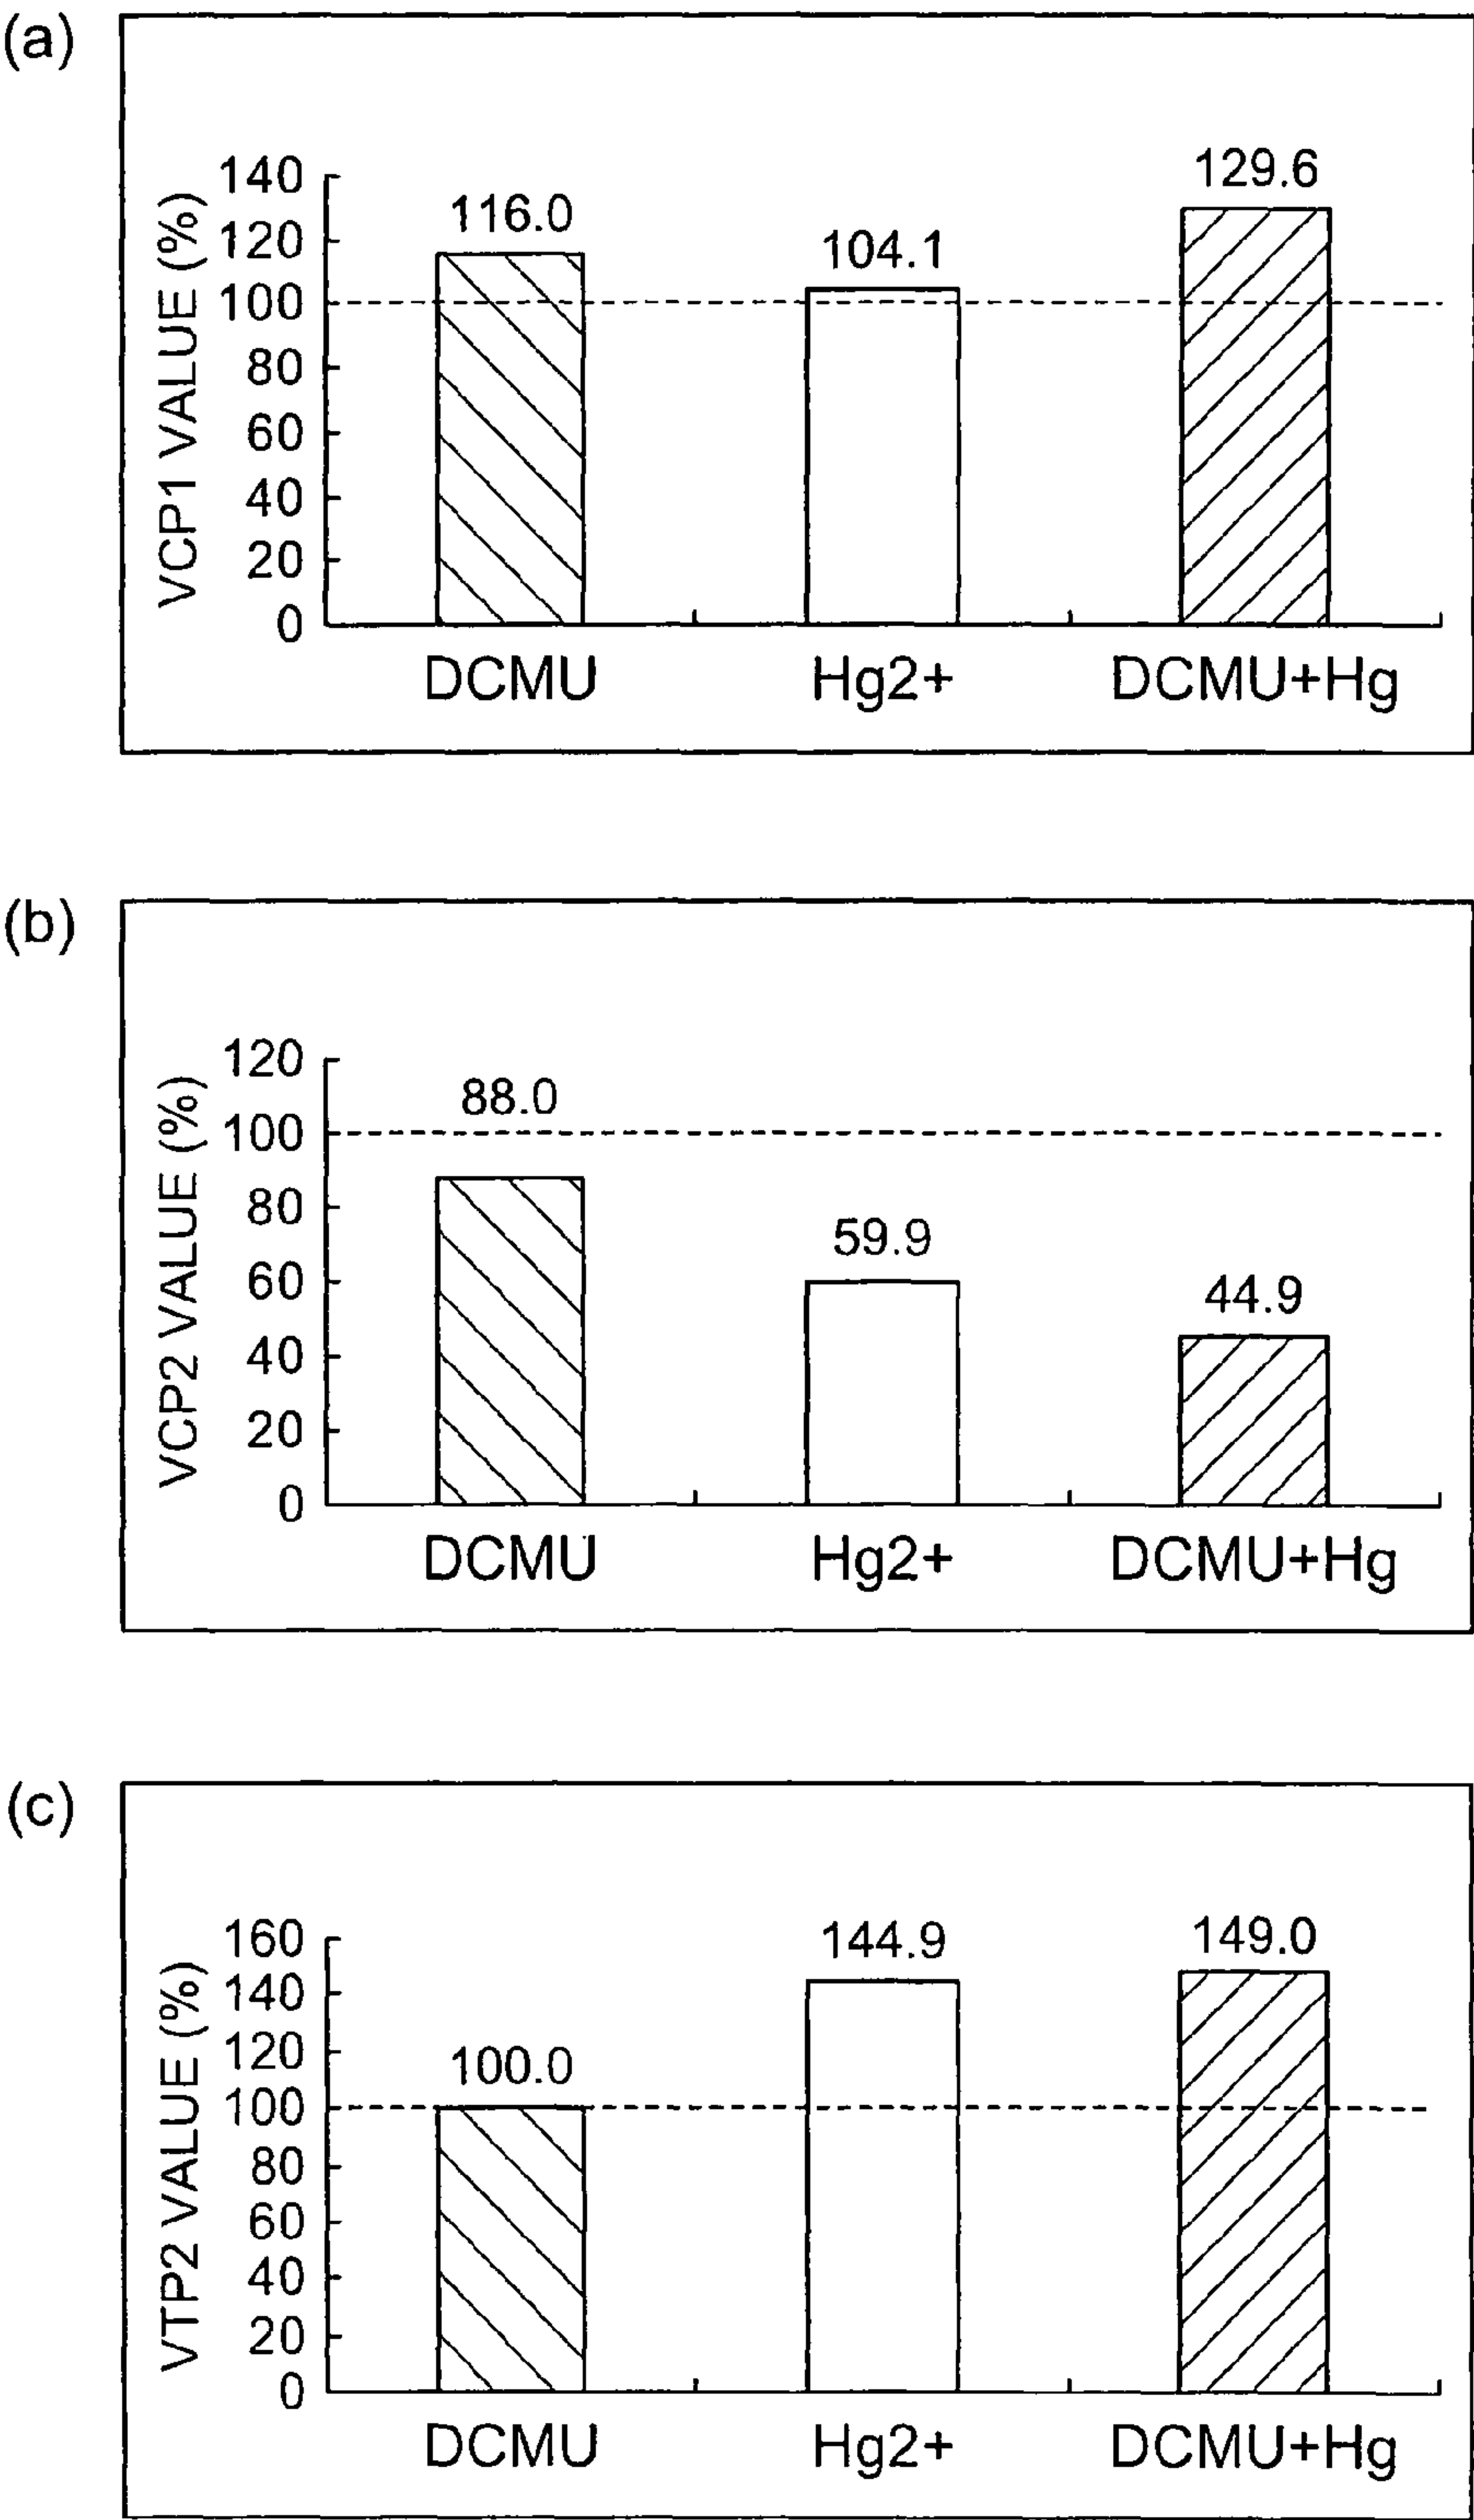 (a)
VCP1 VALUE (%)
140
120
100
80
60
40
20
0
116.0
104.1
129.6
DCMU
Hg2+
DCMU+Hg
(b)
VCP2 VALUE (%)
120
100
80
60
40
20
0
88.0
59.9
44.9
DCMU
Hg2+
DCMU+Hg
(c)
VTP2 VALUE (%)
160
140
120
100
80
60
40
20
0
100.0
144.9
149.0
DCMU
Hg2+
DCMU+Hg